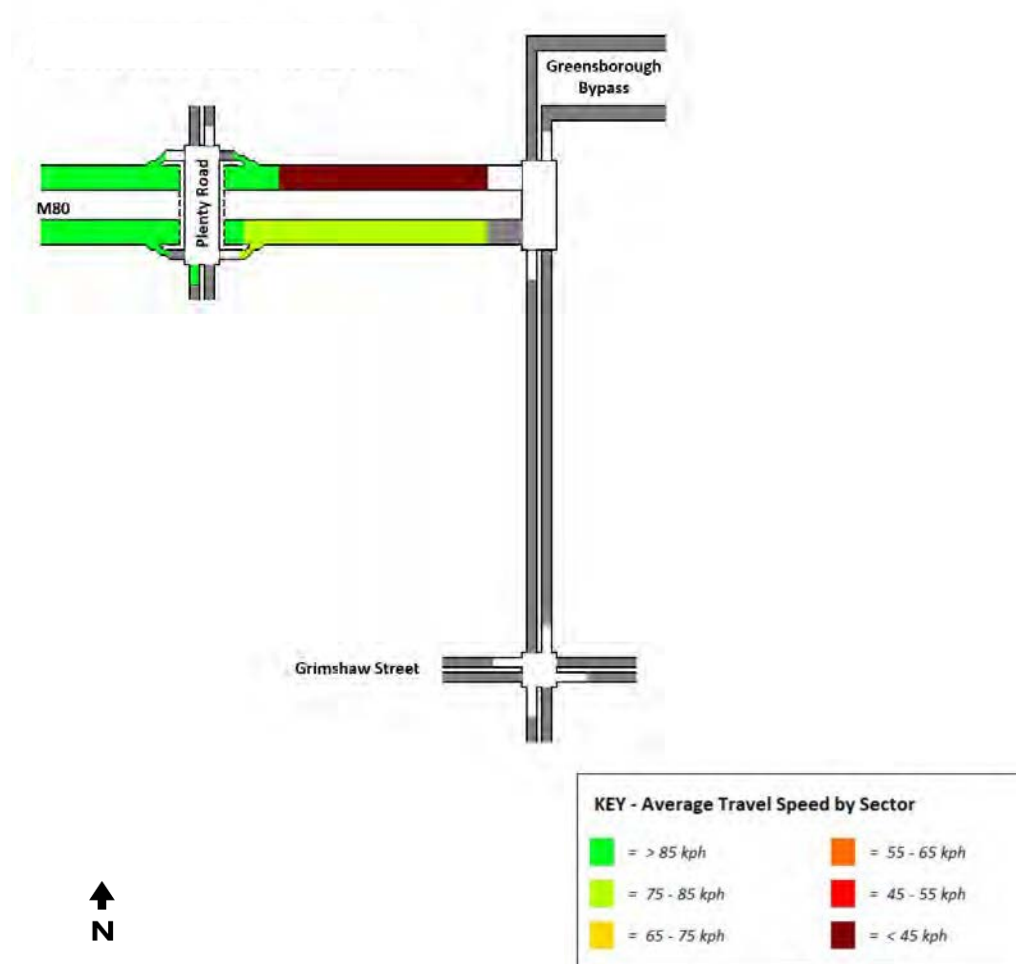 Greensborough
Bypass
M80
Plenty Road
Grimshaw Street
KEY - Average Travel Speed by Sector
= > 85 kph
= 55 - 65 kph
= 75 - 85 kph
= 45 - 55 kph
= 65 - 75 kph
= < 45 kph
N